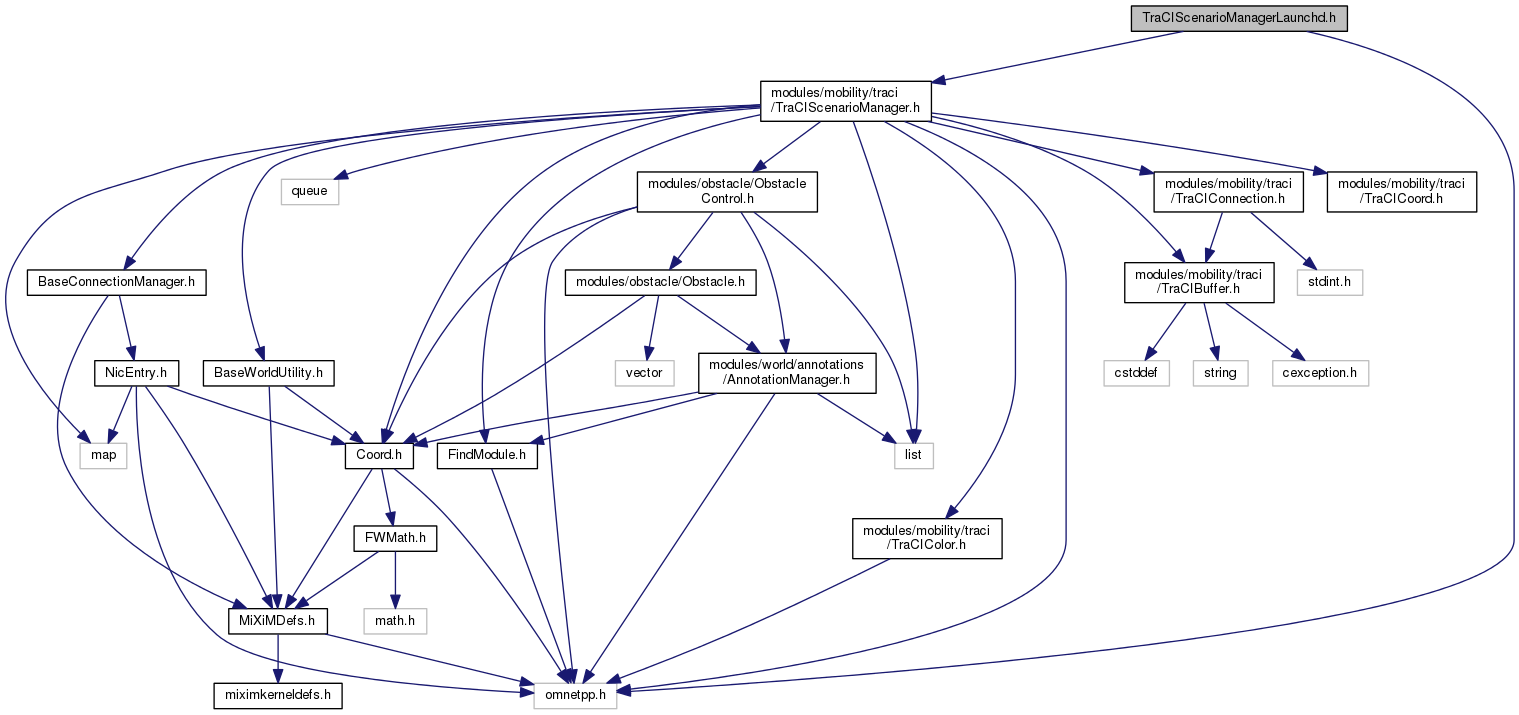 TraCIScenarioManagerLaunchd.h
modules/mobility/traci
/TraCIScenarioManager.h
queue
modules/obstacle/Obstacle
Control.h
modules/mobility/traci
/TraCIConnection.h
modules/mobility/traci
/TraCICoord.h
BaseConnectionManager.h
modules/obstacle/Obstacle.h
modules/mobility/traci
/TraCIBuffer.h
stdint.h
NicEntry.h
BaseWorldUtility.h
vector
modules/world/annotations
/AnnotationManager.h
cstddef
string
cexception.h
map
Coord.h
FindModule.h
list
FWMath.h
modules/mobility/traci
/TraCIColor.h
MiXiMDefs.h
math.h
miximkerneldefs.h
omnetpp.h